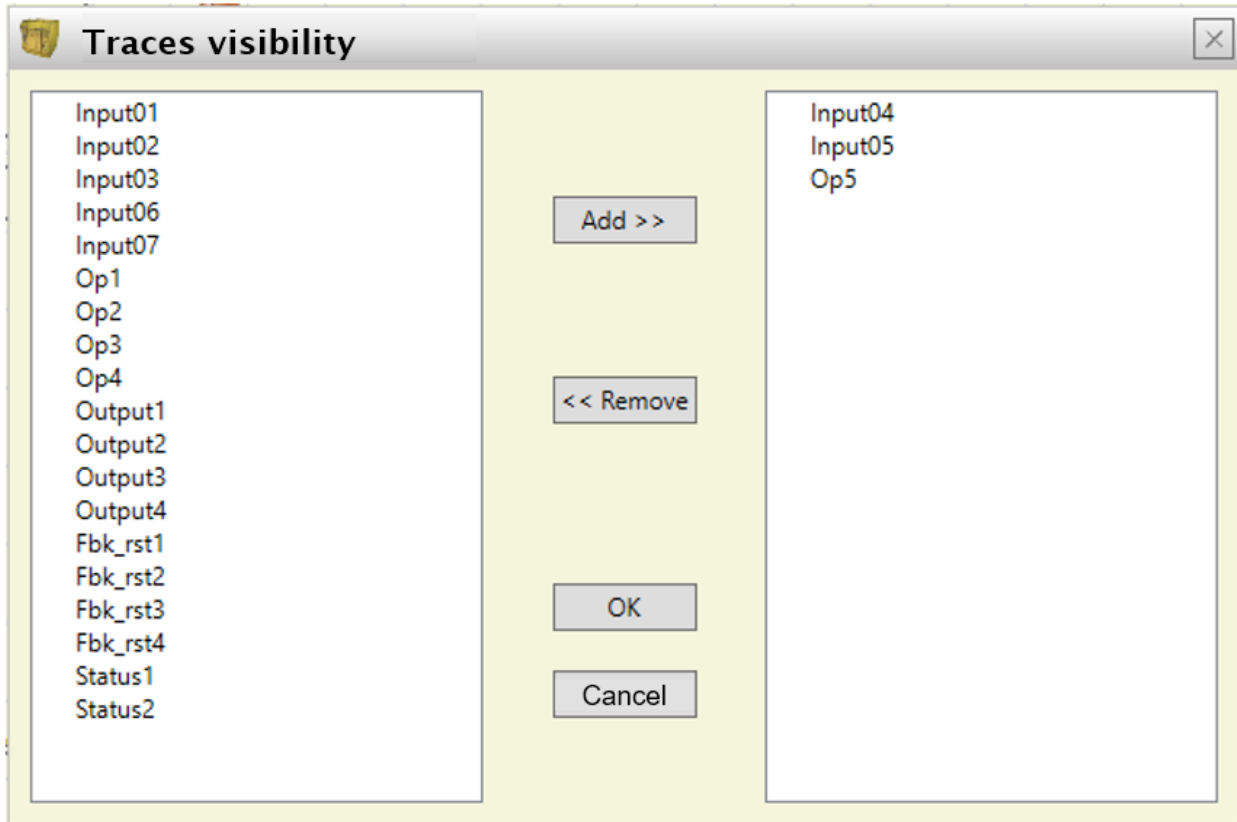 Traces visibility
Input01
Input02
Input03
Input06
Input07
Op1
Op2
Op3
Op4
Output1
Output2
Output3
Output4
Fbk_rst1
Fbk_rst2
Fbk_rst3
Fbk_rst4
Status1
Status2
Add >>
<< Remove
OK
Cancel
Input04
Input05
Op5